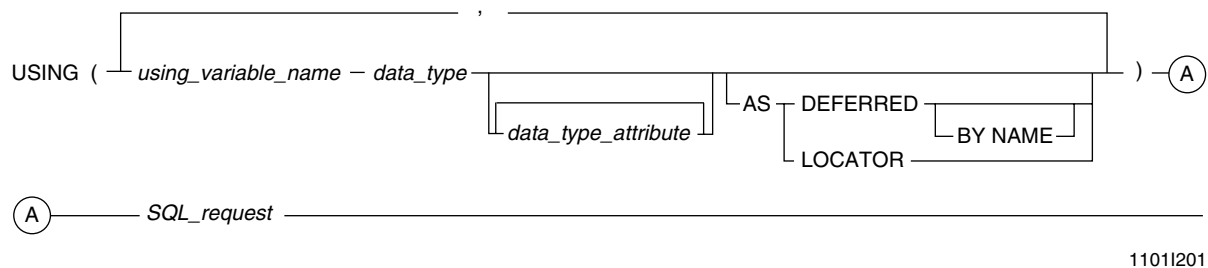 ,
USING ( using_variable_name data_type ) A
AS DEFERRED
data_type_attribute BY NAME
LOCATOR
A SQL_request
1101I201